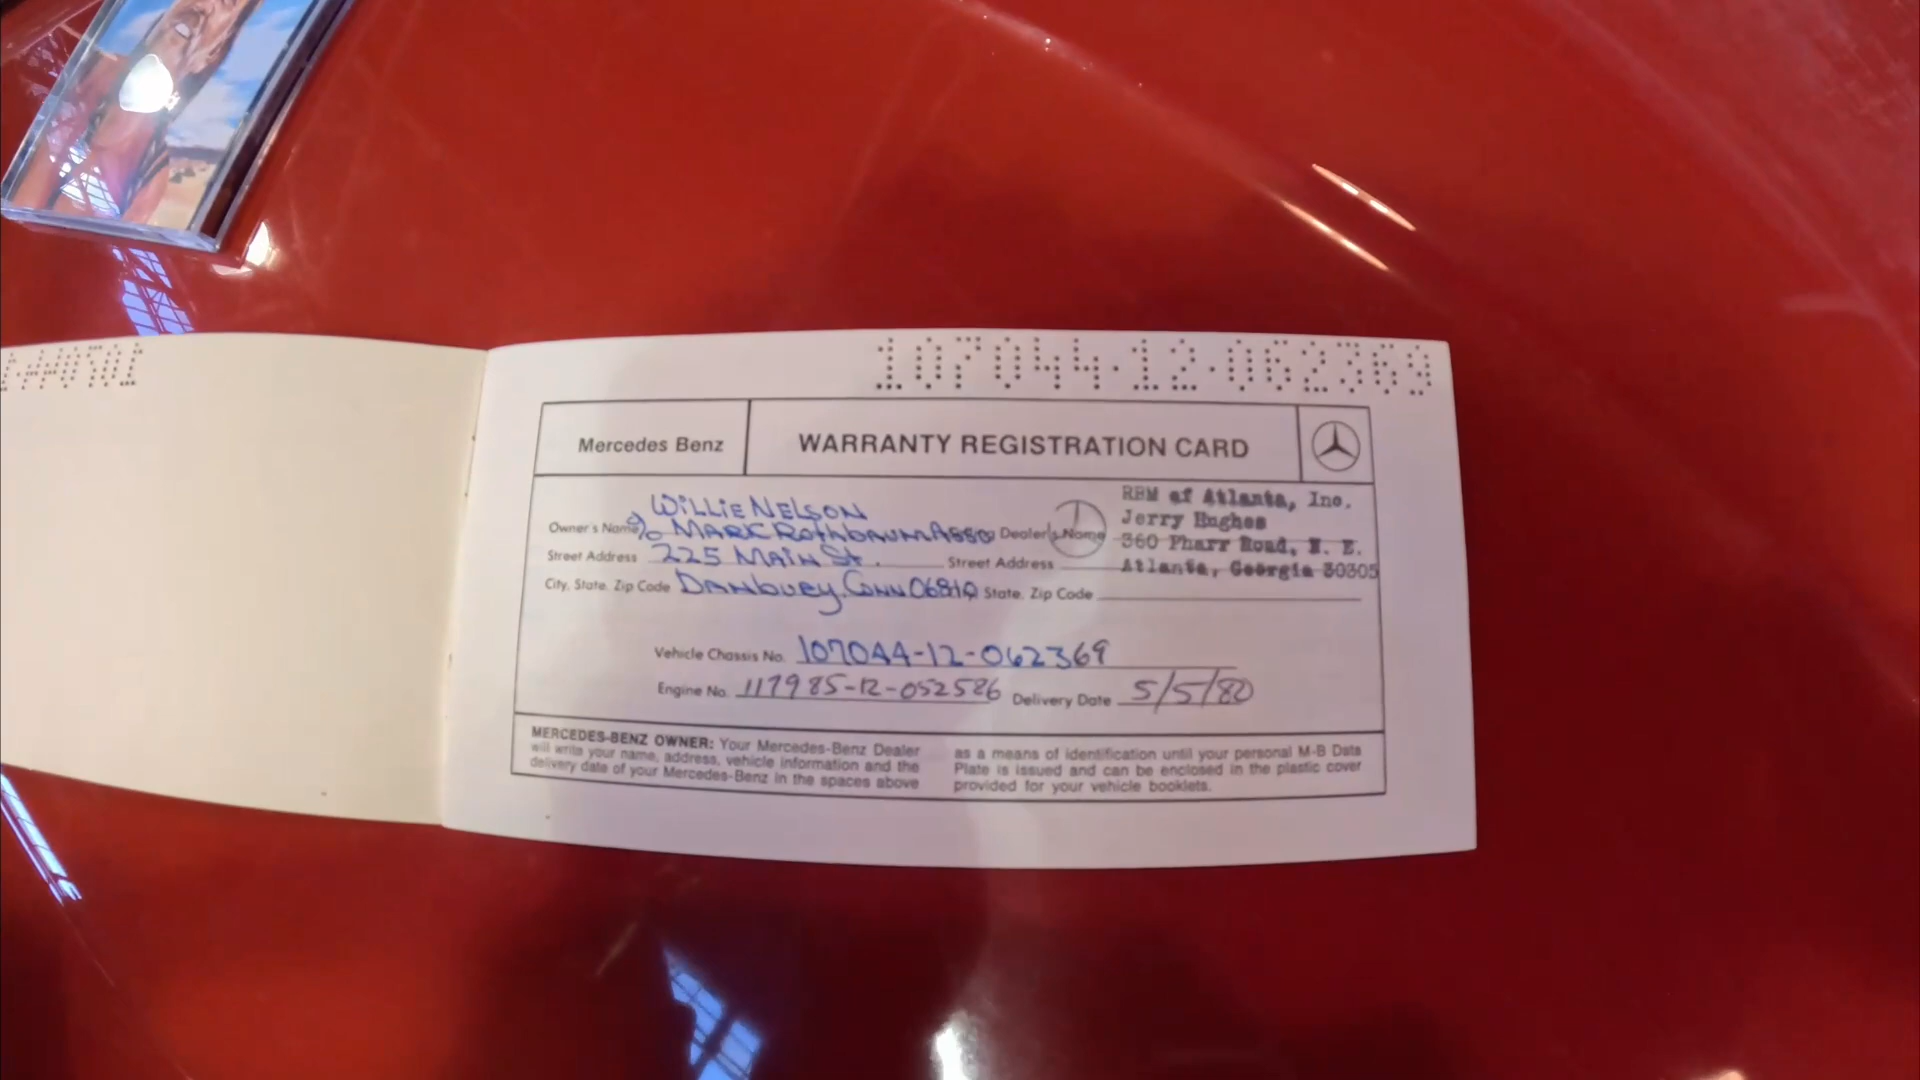 107044-12-062369
Mercedes Benz
WARRANTY REGISTRATION CARD
WILLIE NELSON
Owner's Name % MARK ROTHBAUM ASSO
Street Address 225 MAIN St.
City, State, Zip Code DANBURY, CONN 06810
Dealer's Name
RBM of Atlanta, Inc.
Jerry Hughes
360 Pharr Road, N. E.
Street Address
Atlanta, Georgia 30305
State, Zip Code
Vehicle Chassis No. 107044-12-062369
Engine No. 117985-12-052586 Delivery Date 5/5/80
MERCEDES-BENZ OWNER: Your Mercedes-Benz Dealer
will write your name, address, vehicle information and the
delivery date of your Mercedes-Benz in the spaces above
as a means of identification until your personal M-B Data
Plate is issued and can be enclosed in the plastic cover
provided for your vehicle booklets.